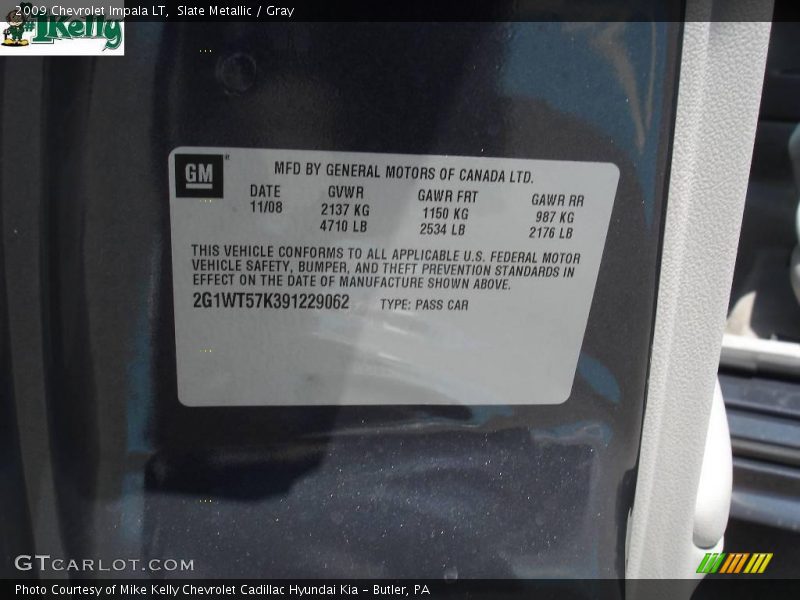 2009 Chevrolet Impala LT, Slate Metallic / Gray
#1Kelly
GM
MFD BY GENERAL MOTORS OF CANADA LTD.
DATE GVWR GAWR FRT GAWR RR
11/08 2137 KG 1150 KG 987 KG
4710 LB 2534 LB 2176 LB
THIS VEHICLE CONFORMS TO ALL APPLICABLE U.S. FEDERAL MOTOR
VEHICLE SAFETY, BUMPER, AND THEFT PREVENTION STANDARDS IN
EFFECT ON THE DATE OF MANUFACTURE SHOWN ABOVE.
2G1WT57K391229062 TYPE: PASS CAR
GTCARLOT.COM
Photo Courtesy of Mike Kelly Chevrolet Cadillac Hyundai Kia - Butler, PA